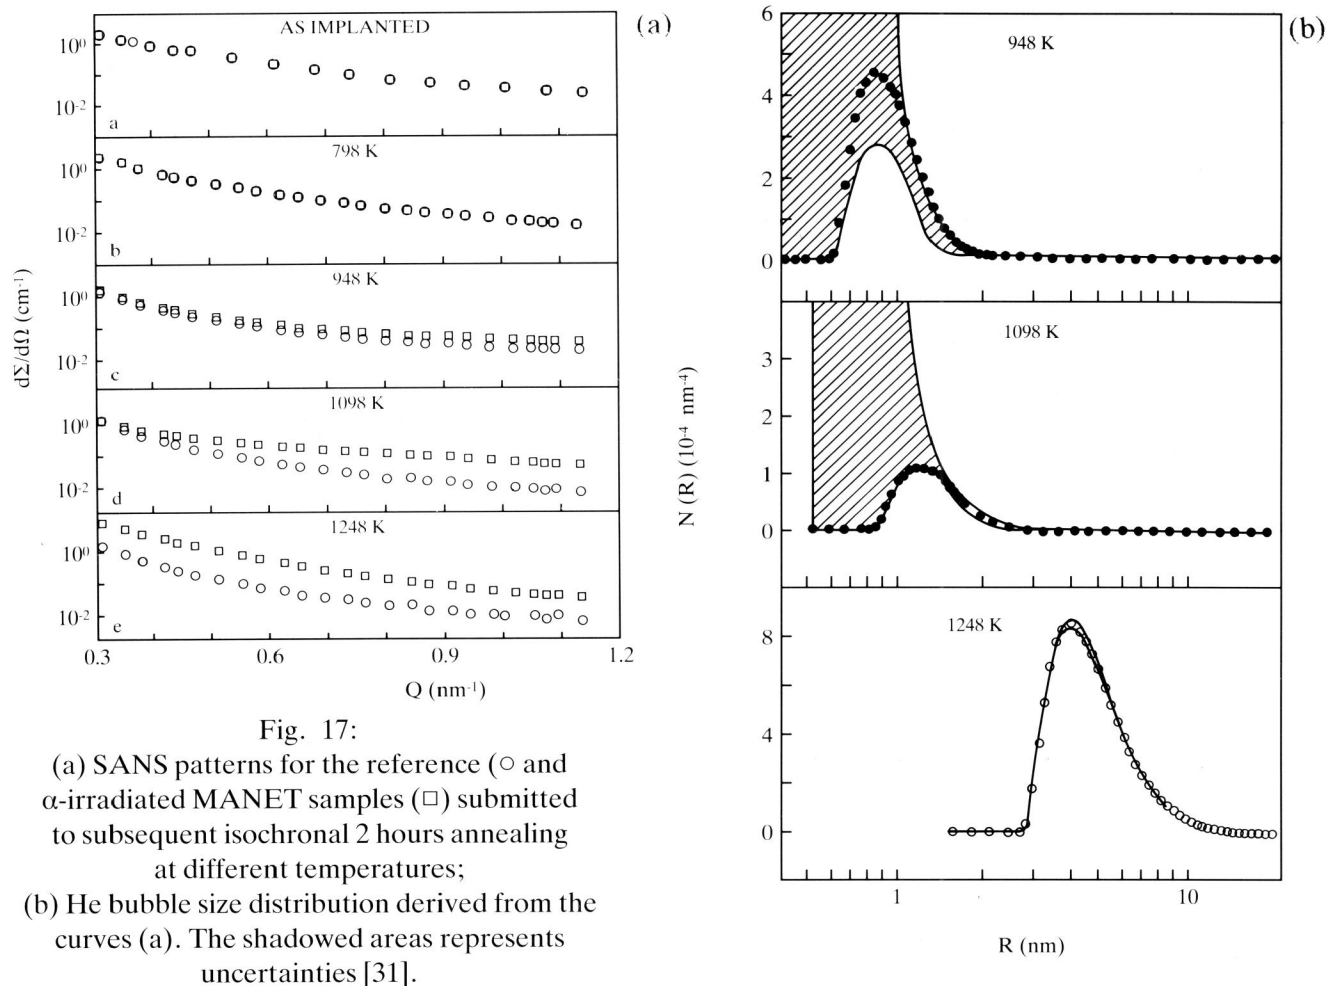 (a)
AS IMPLANTED
10⁰
10⁻²
a
798 K
10⁰
10⁻²
b
948 K
10⁰
10⁻²
c
1098 K
10⁰
10⁻²
d
1248 K
10⁰
10⁻²
e
dΣ/dΩ (cm⁻¹)
0.3 0.6 0.9 1.2
Q (nm⁻¹)
Fig. 17:
(a) SANS patterns for the reference (○ and
α-irradiated MANET samples (□) submitted
to subsequent isochronal 2 hours annealing
at different temperatures;
(b) He bubble size distribution derived from the
curves (a). The shadowed areas represents
uncertainties [31].
(b)
948 K
6
4
2
0
1098 K
3
2
1
0
1248 K
8
4
0
N (R) (10⁻⁴ nm⁻⁴)
1 10
R (nm)